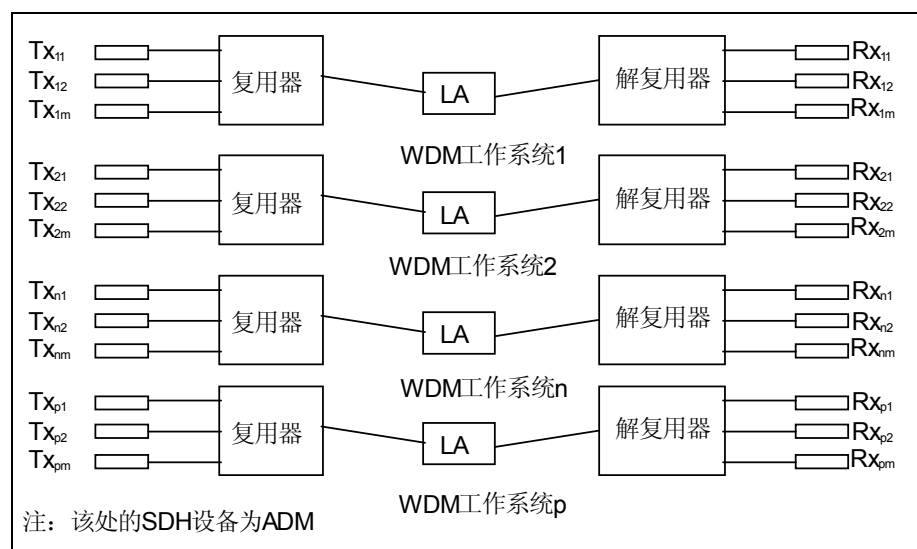 Tx11 Rx11
复用器 解复用器
Tx12 LA Rx12
Tx1m Rx1m
WDM工作系统1
Tx21 Rx21
复用器 解复用器
Tx22 LA Rx22
Tx2m Rx2m
WDM工作系统2
Txn1 Rxn1
复用器 解复用器
Txn2 LA Rxn2
Txnm Rxnm
WDM工作系统n
Txp1 Rxp1
复用器 解复用器
Txp2 LA Rxp2
Txpm Rxpm
WDM工作系统p
注：该处的SDH设备为ADM